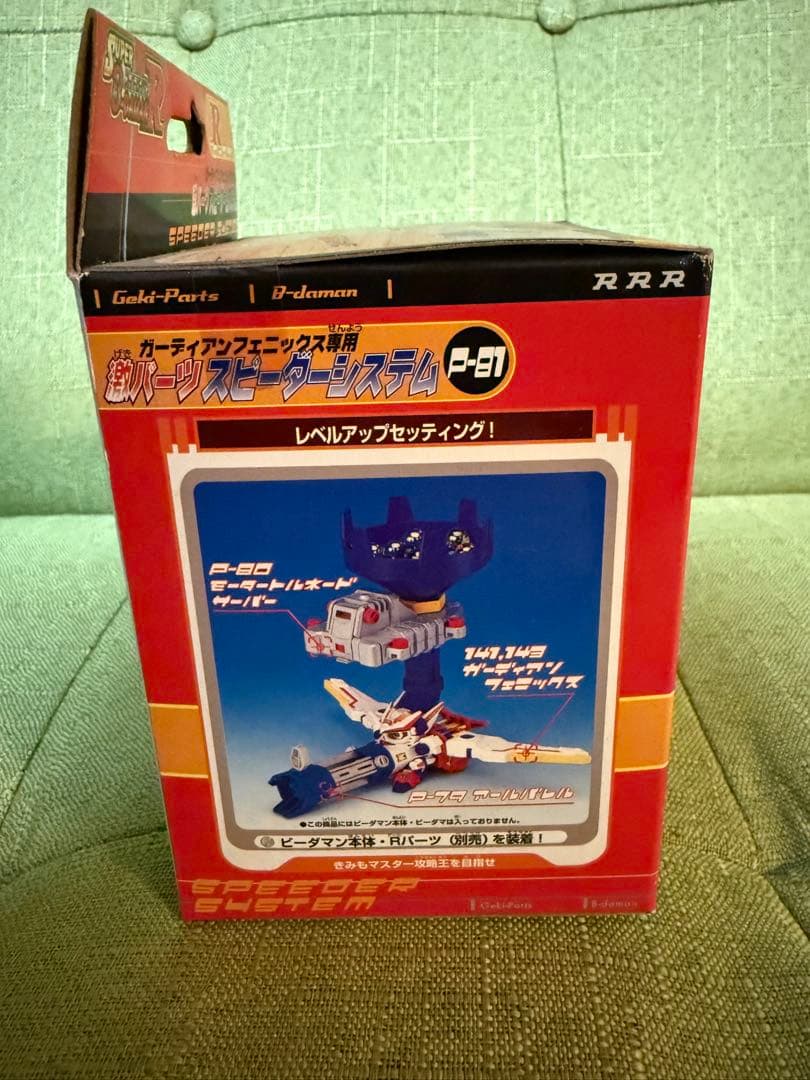 SUPER
R
R
SPEEDER
Geki-Parts
B-daman
RRR
せんよう
ガーディアンフェニックス専用
げき
激パーツ スピーダーシステム
P-81
レベルアップセッティング！
P-80
モータートルネード
サーバー
141,143
ガーディアン
フェニックス
P-79 オールバレル
●この商品にはビーダマン本体・ビーダマは入っておりません。
ビーダマン本体・Rパーツ（別売）を装着！
きみもマスター攻略王を目指せ
SPEEDER
SYSTEM
Geki-Parts
B-daman